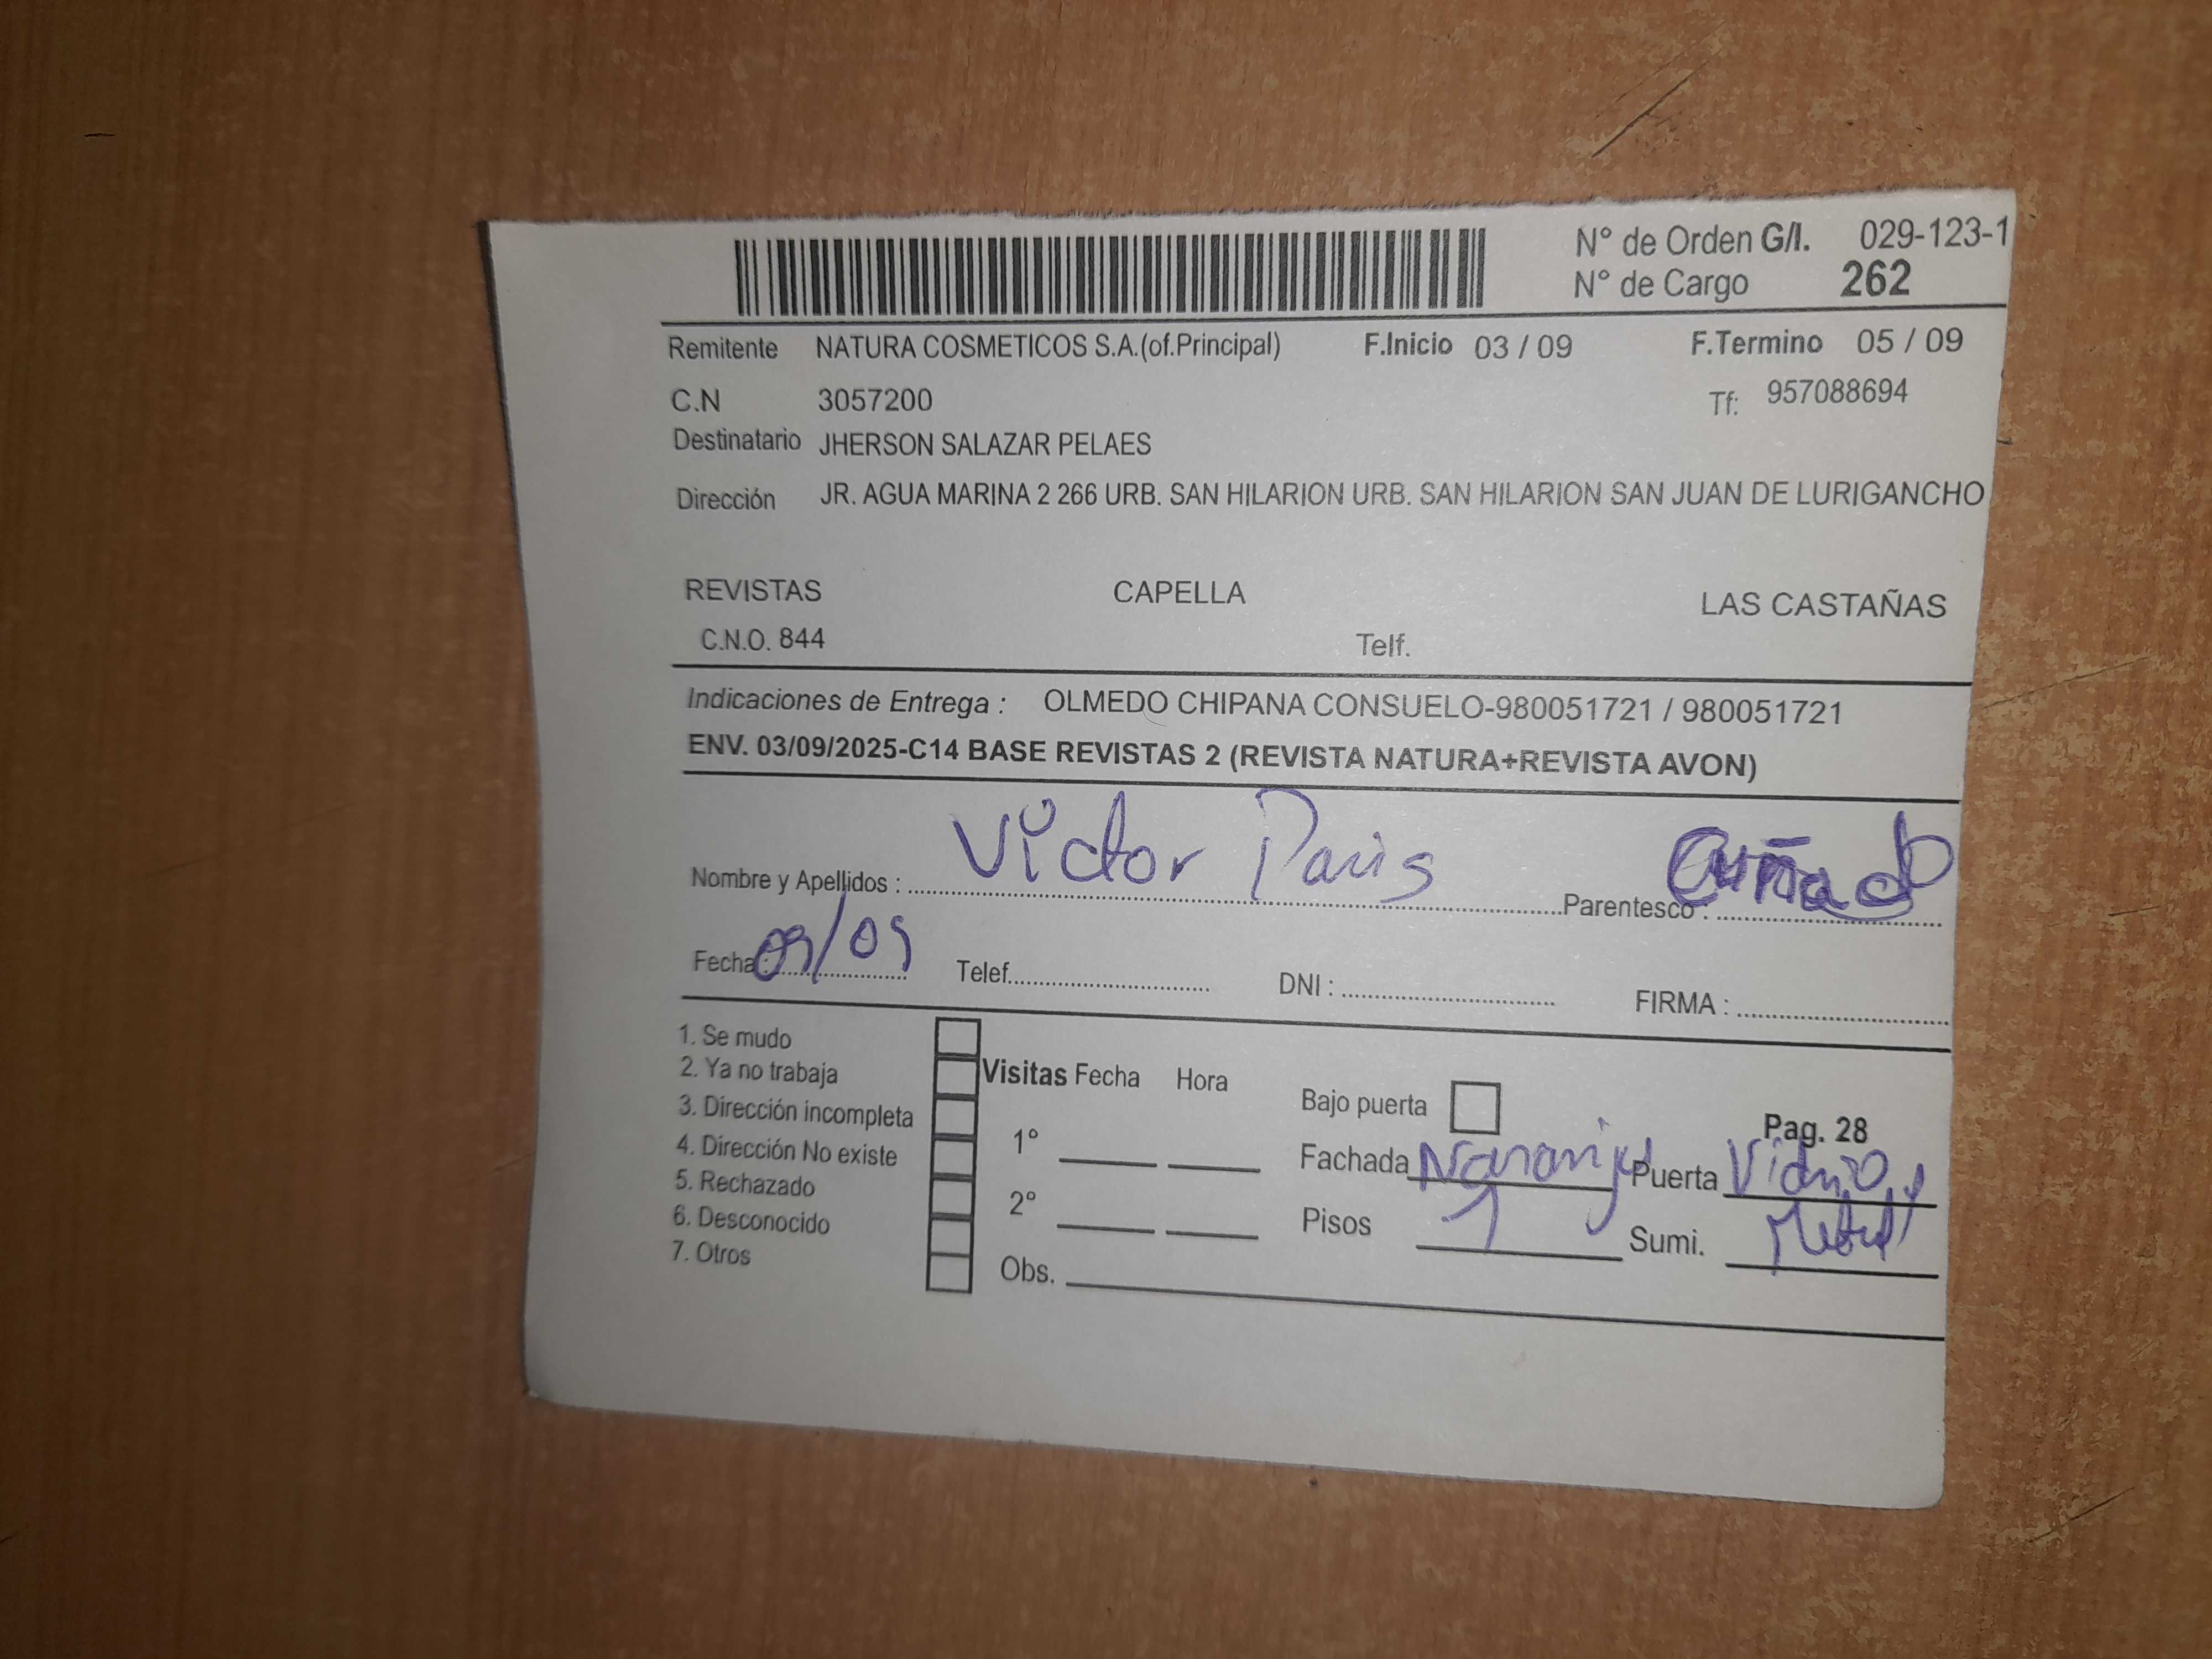 N° de Orden G/I. 029-123-1
N° de Cargo 262
Remitente NATURA COSMETICOS S.A.(of.Principal) F.Inicio 03 / 09 F.Termino 05 / 09
C.N 3057200 Tf: 957088694
Destinatario JHERSON SALAZAR PELAES
Dirección JR. AGUA MARINA 2 266 URB. SAN HILARION URB. SAN HILARION SAN JUAN DE LURIGANCHO
REVISTAS CAPELLA LAS CASTAÑAS
C.N.O. 844 Telf.
Indicaciones de Entrega : OLMEDO CHIPANA CONSUELO-980051721 / 980051721
ENV. 03/09/2025-C14 BASE REVISTAS 2 (REVISTA NATURA+REVISTA AVON)
Nombre y Apellidos : Victor Paris Parentesco : Cuñado
Fecha : 09/09 Telef. DNI : FIRMA :
1. Se mudo
2. Ya no trabaja Visitas Fecha Hora Bajo puerta
3. Dirección incompleta 1° Pag. 28
4. Dirección No existe Fachada Naranja Puerta Vidrio y
5. Rechazado 2° Pisos 1 Sumi. Metal
6. Desconocido
7. Otros Obs.